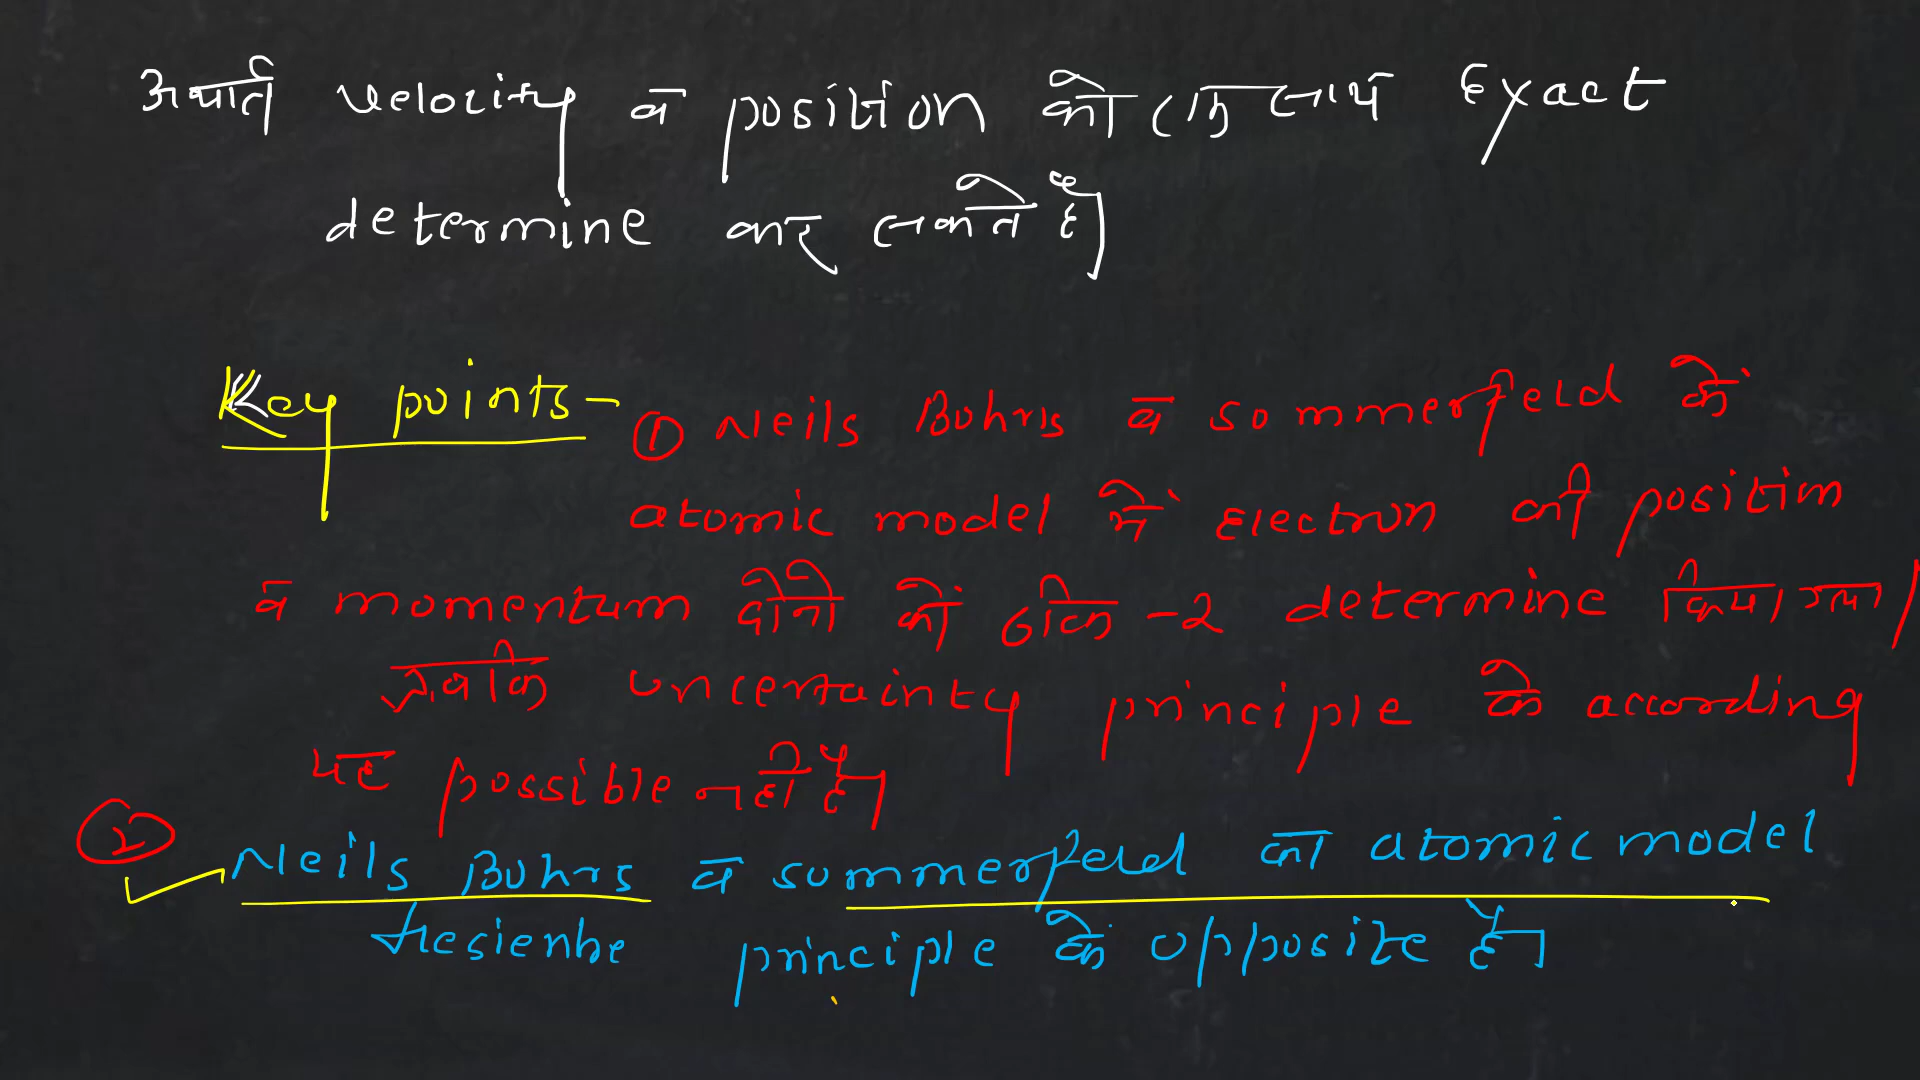 अर्थात velocity व position को एक साथ Exact
determine कर सकते है।
Key points - ① Neils Bohrs व sommerfeld के
atomic model में Electron की position
व momentum दोनो को ठीक-2 determine किया गया।
जबकि uncertainty principle के according
यह possible नही है।
② Neils Bohrs व sommerfeld का atomic model
Hesienbe principle के opposite है।